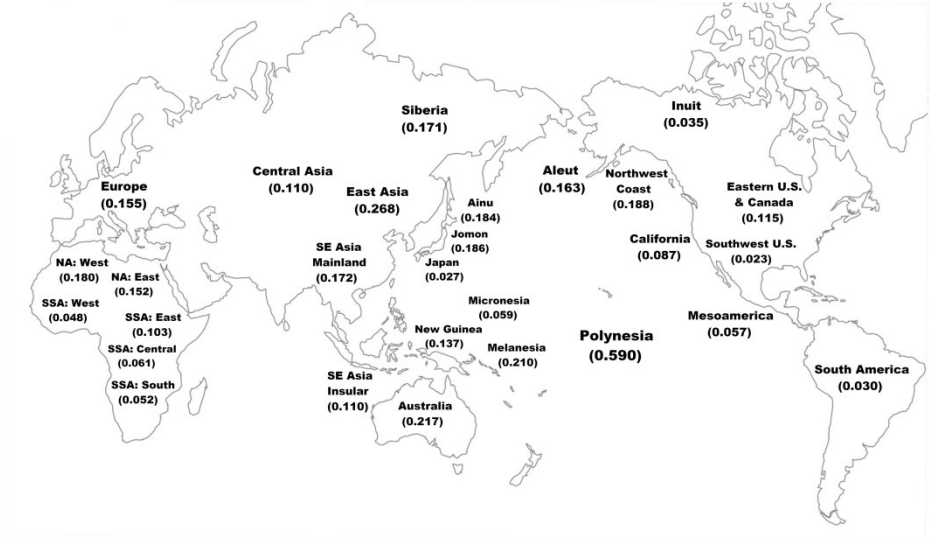 Siberia
(0.171)
Inuit
(0.035)
Europe
(0.155)
Central Asia
(0.110)
East Asia
(0.268)
Ainu
(0.184)
Aleut
(0.163)
Northwest
Coast
(0.188)
Eastern U.S.
& Canada
(0.115)
Jomon
(0.186)
SE Asia
Mainland
(0.172)
Japan
(0.027)
California
(0.087)
Southwest U.S.
(0.023)
NA: West
(0.180)
NA: East
(0.152)
SSA: West
(0.048)
SSA: East
(0.103)
SSA: Central
(0.061)
SSA: South
(0.052)
Micronesia
(0.059)
New Guinea
(0.137)
Melanesia
(0.210)
Polynesia
(0.590)
Mesoamerica
(0.057)
SE Asia
Insular
(0.110)
Australia
(0.217)
South America
(0.030)